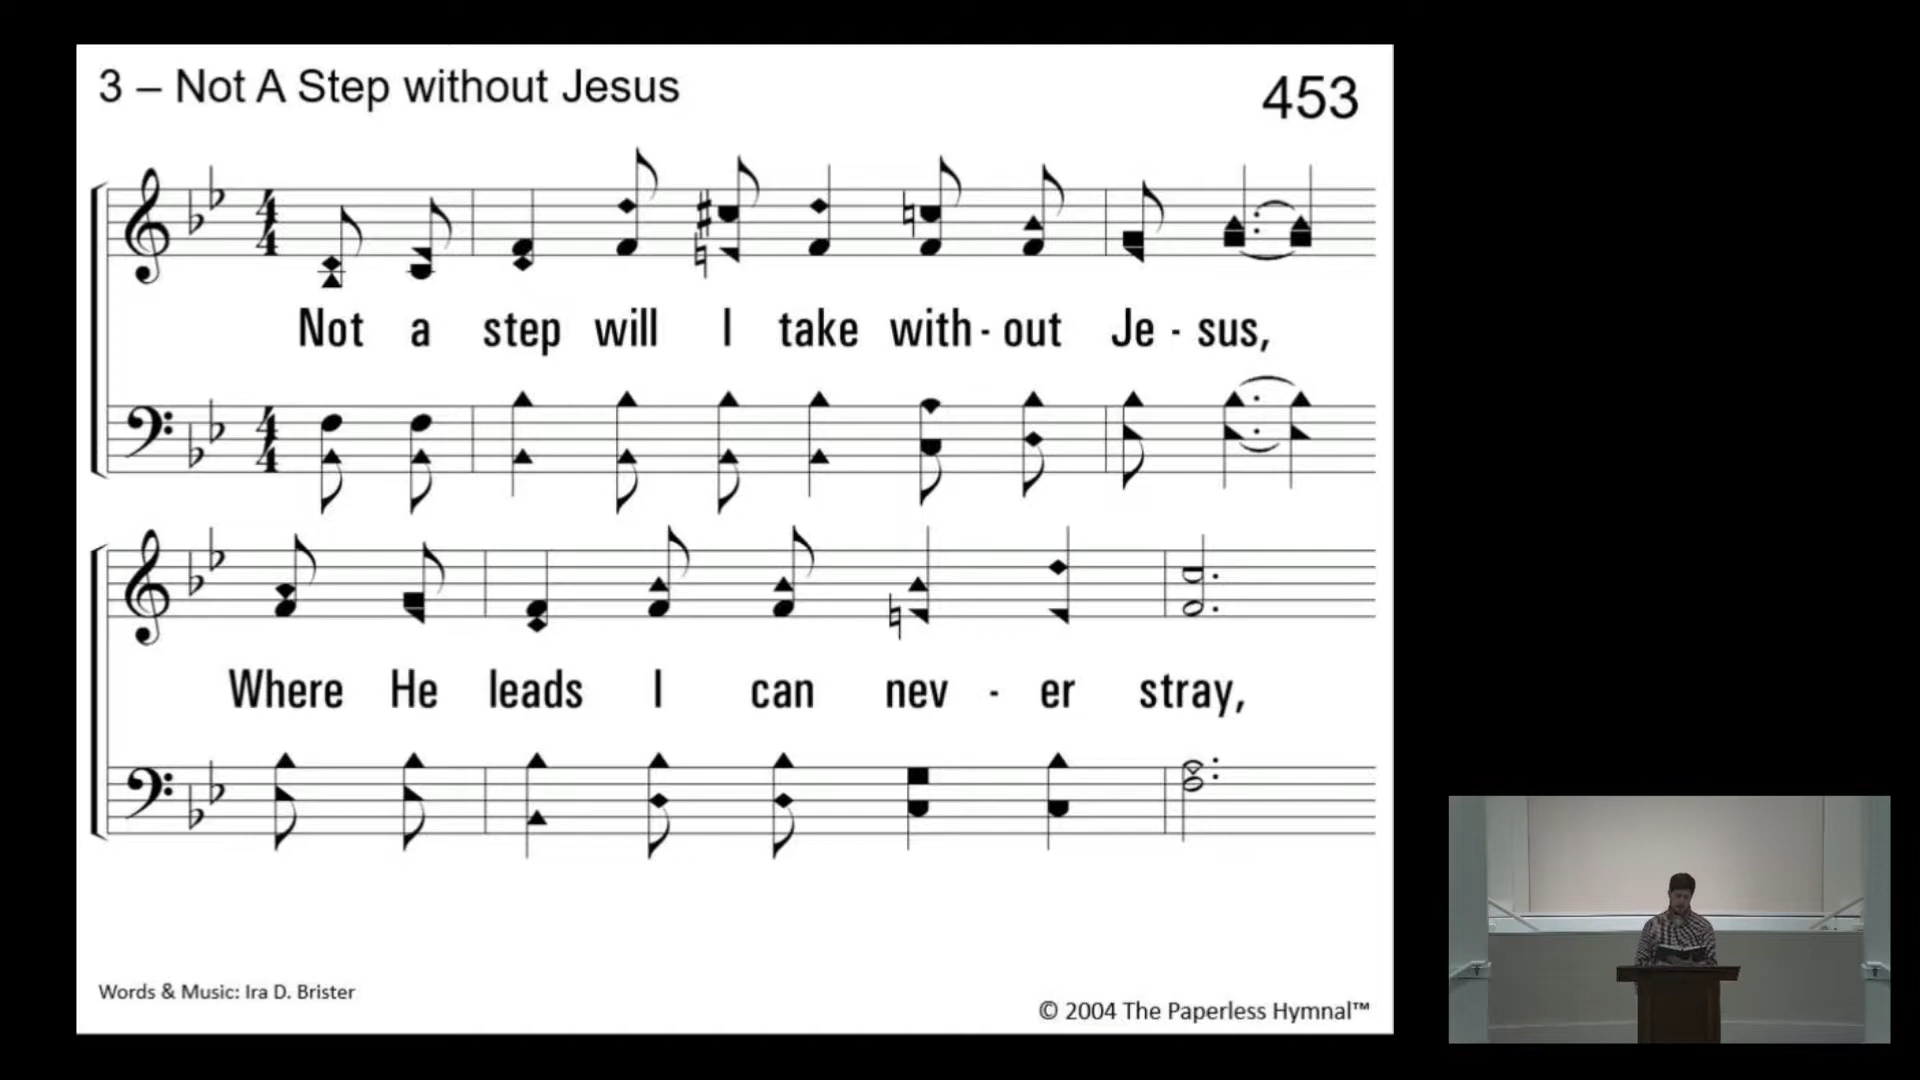 3 – Not A Step without Jesus
453
Not a step will I take with - out Je - sus,
Where He leads I can nev - er stray,
Words & Music: Ira D. Brister
© 2004 The Paperless Hymnal™